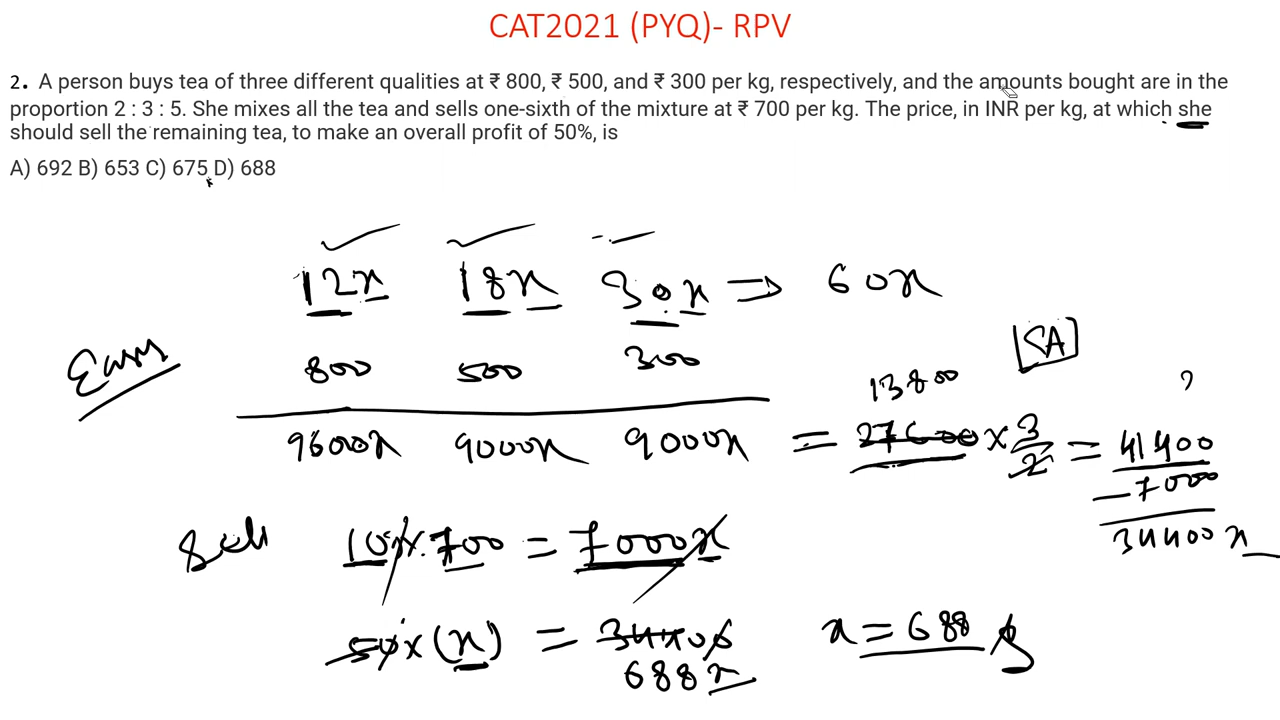 CAT2021 (PYQ)- RPV
2. A person buys tea of three different qualities at ₹ 800, ₹ 500, and ₹ 300 per kg, respectively, and the amounts bought are in the
proportion 2 : 3 : 5. She mixes all the tea and sells one-sixth of the mixture at ₹ 700 per kg. The price, in INR per kg, at which she
should sell the remaining tea, to make an overall profit of 50%, is
A) 692 B) 653 C) 675 D) 688
12x 18x 30x ⇒ 60x
Easy
[SA]
800 500 300
13800
?
9600x 9000x 9000x = 27600 × 3/2 = 41400
-7000
34400x
Sell 10x × 700 = 7000x
50 × (x) = 34400 x = 688
688